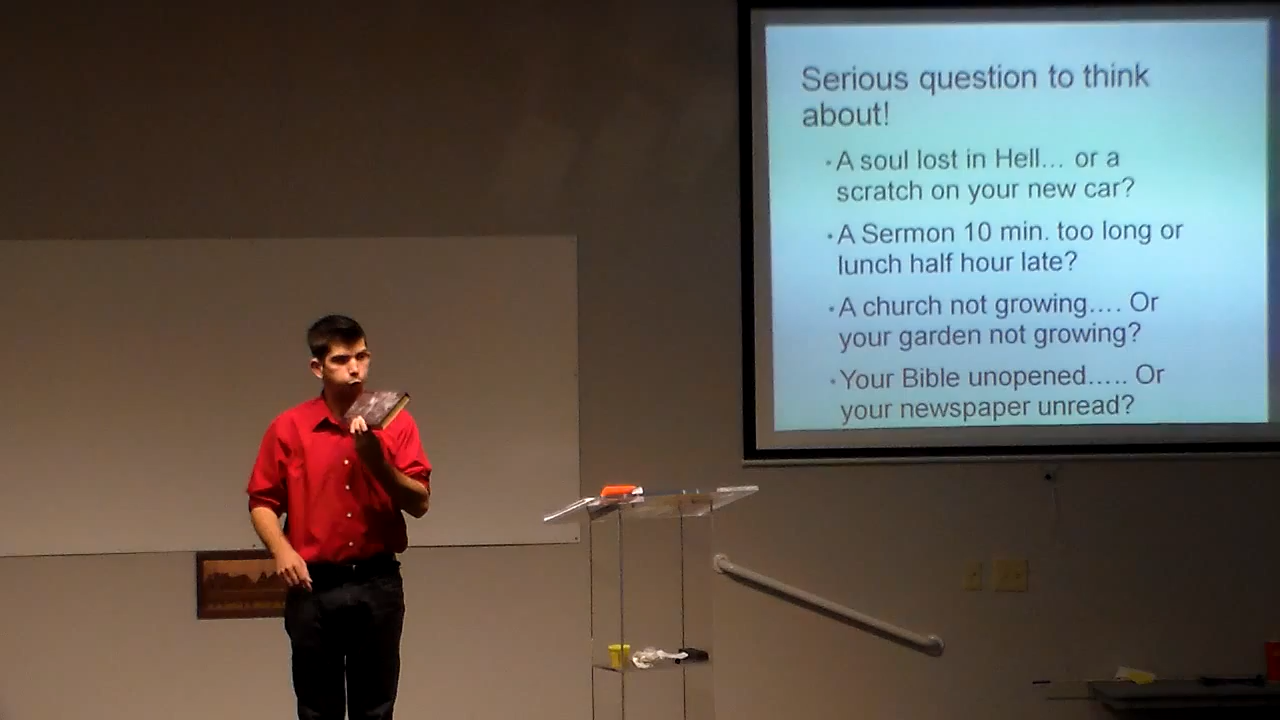 Serious question to think
about!
• A soul lost in Hell... or a
scratch on your new car?
• A Sermon 10 min. too long or
lunch half hour late?
• A church not growing.... Or
your garden not growing?
• Your Bible unopened..... Or
your newspaper unread?